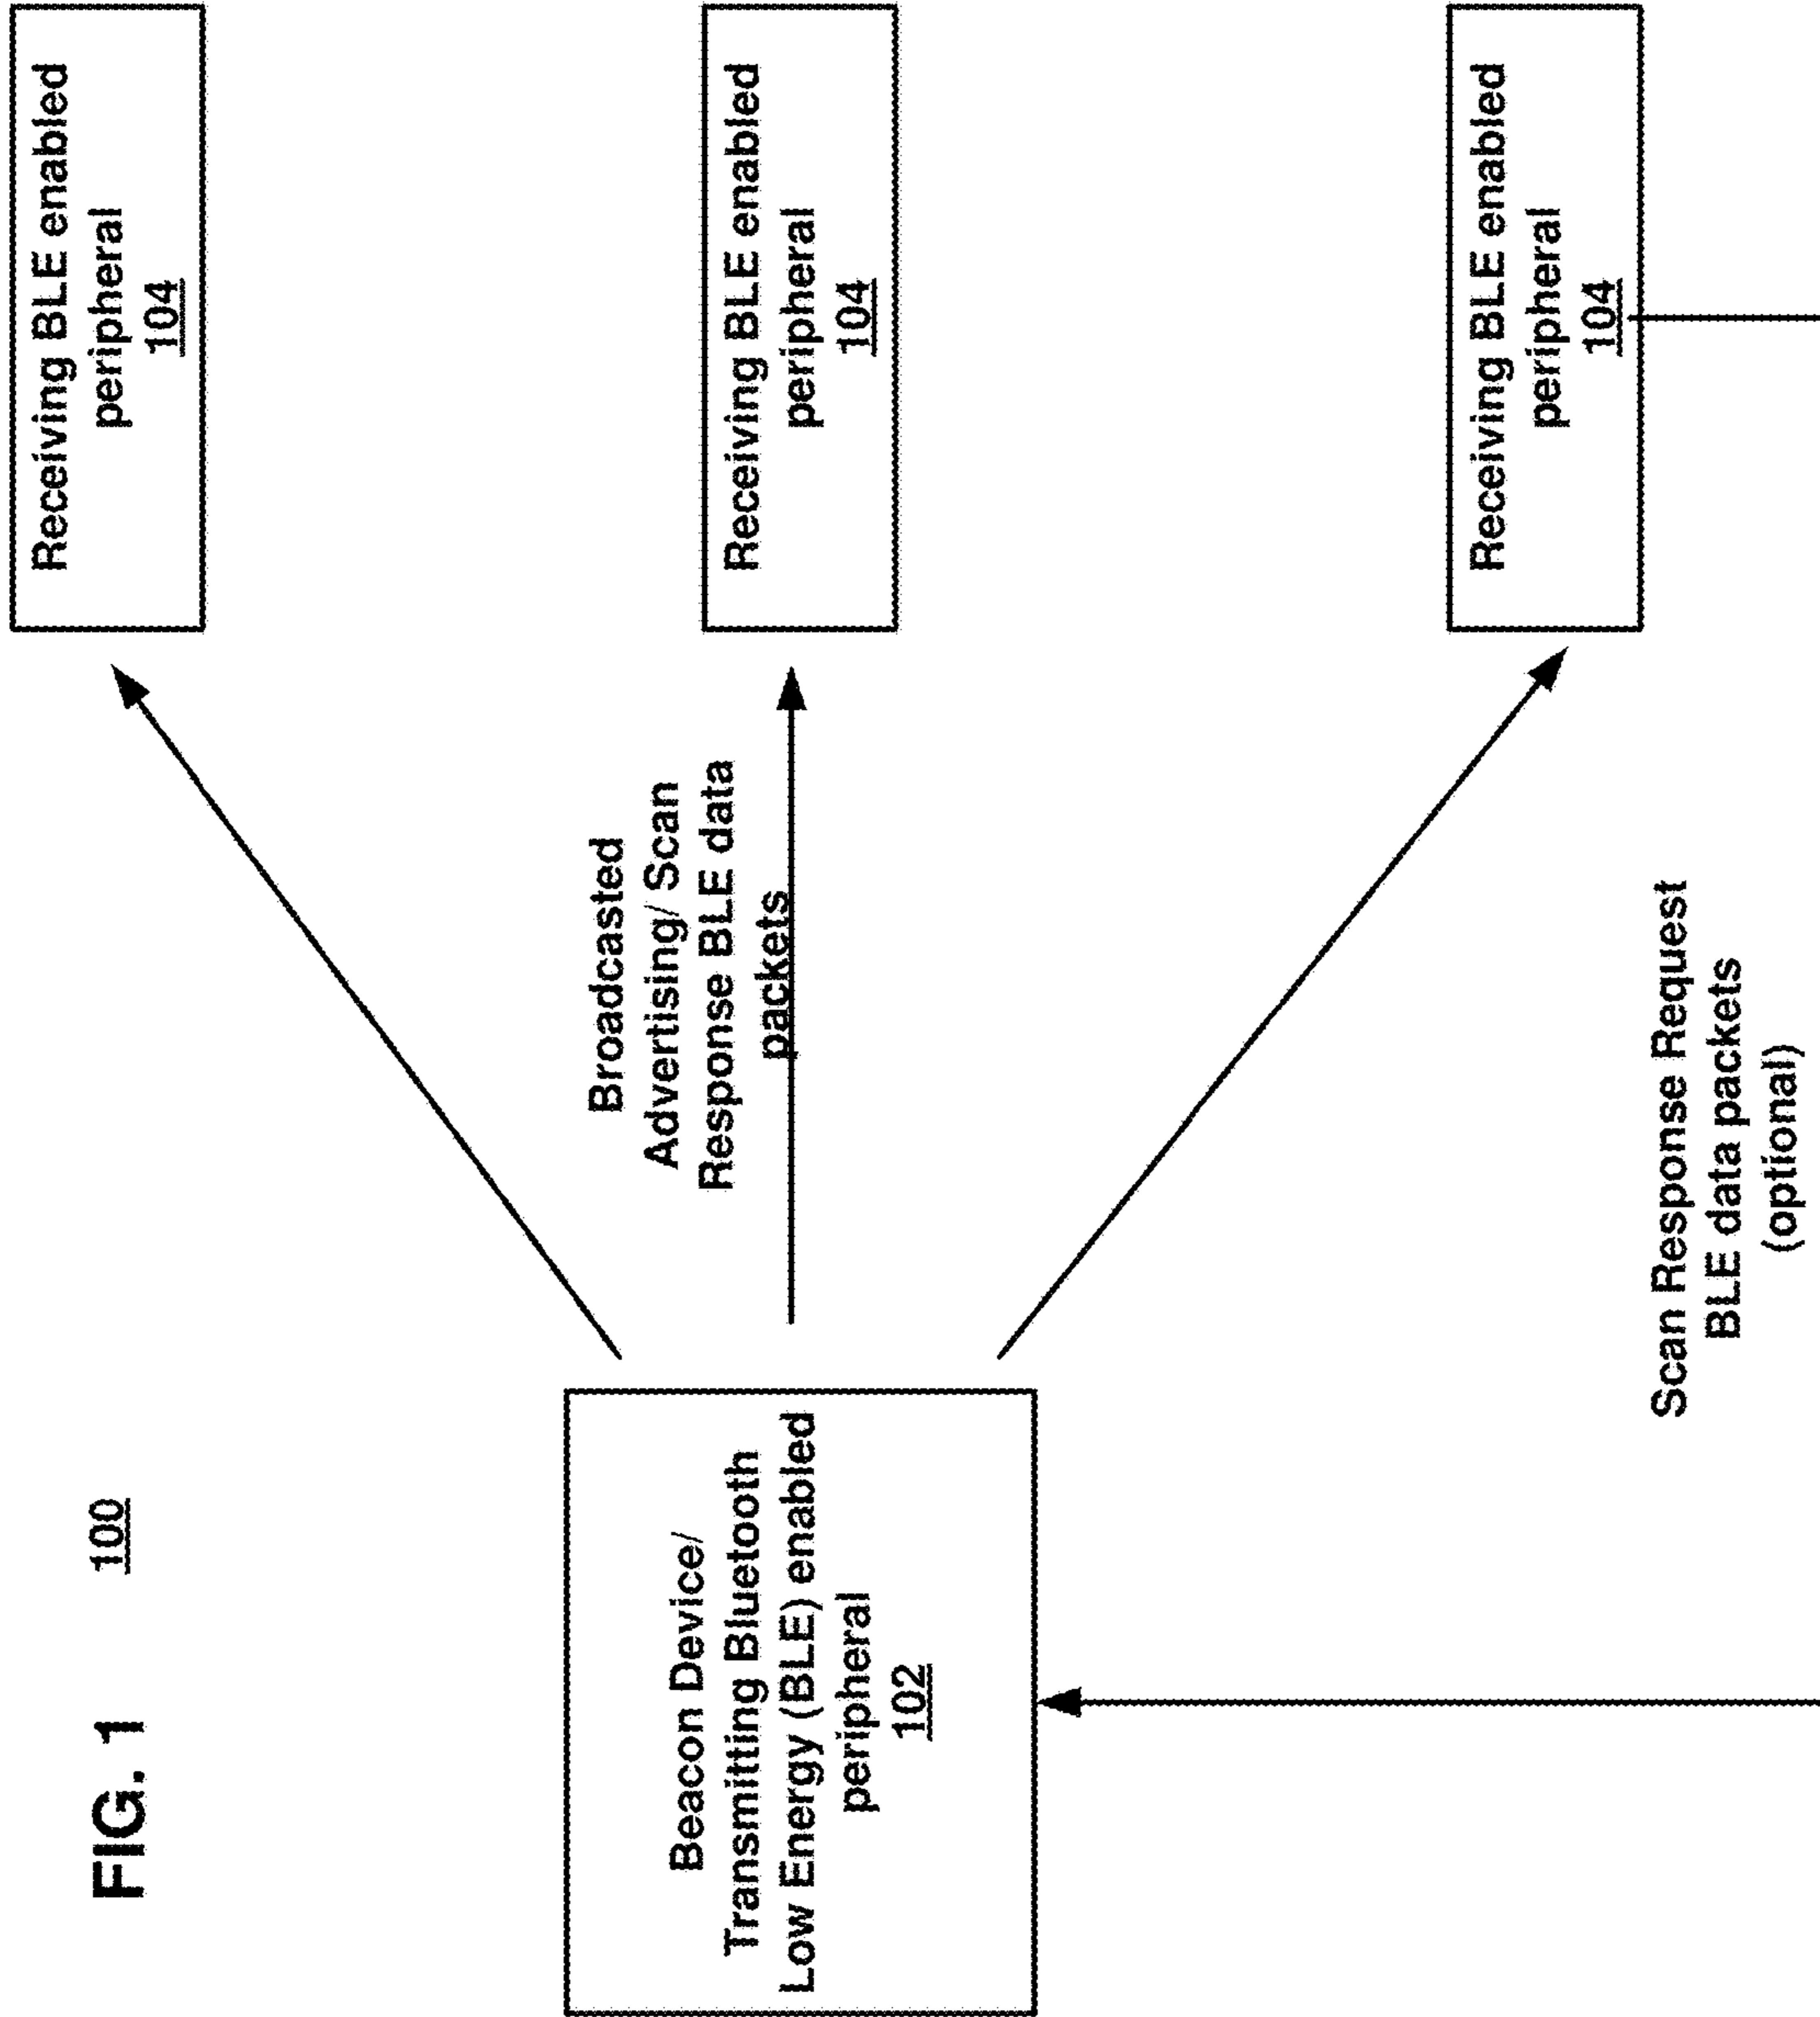 FIG. 1 100
Beacon Device/
Transmitting Bluetooth
Low Energy (BLE) enabled
peripheral
102
Broadcasted
Advertising/ Scan
Response BLE data
packets
Receiving BLE enabled
peripheral
104
Receiving BLE enabled
peripheral
104
Receiving BLE enabled
peripheral
104
Scan Response Request
BLE data packets
(optional)